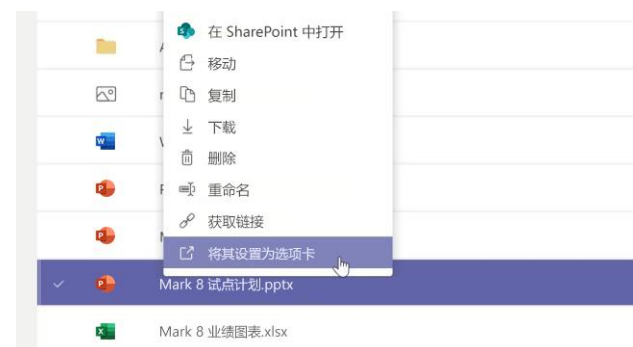 在 SharePoint 中打开
移动
复制
下载
删除
重命名
获取链接
将其设置为选项卡
Mark 8 试点计划.pptx
Mark 8 业绩图表.xlsx